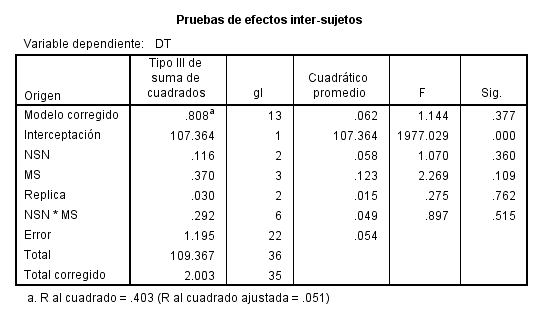 Pruebas de efectos inter-sujetos
Variable dependiente: DT
Origen Tipo III de suma de cuadrados gl Cuadrático promedio F Sig.
Modelo corregido .808a 13 .062 1.144 .377
Interceptación 107.364 1 107.364 1977.029 .000
NSN .116 2 .058 1.070 .360
MS .370 3 .123 2.269 .109
Replica .030 2 .015 .275 .762
NSN * MS .292 6 .049 .897 .515
Error 1.195 22 .054
Total 109.367 36
Total corregido 2.003 35
a. R al cuadrado = .403 (R al cuadrado ajustada = .051)